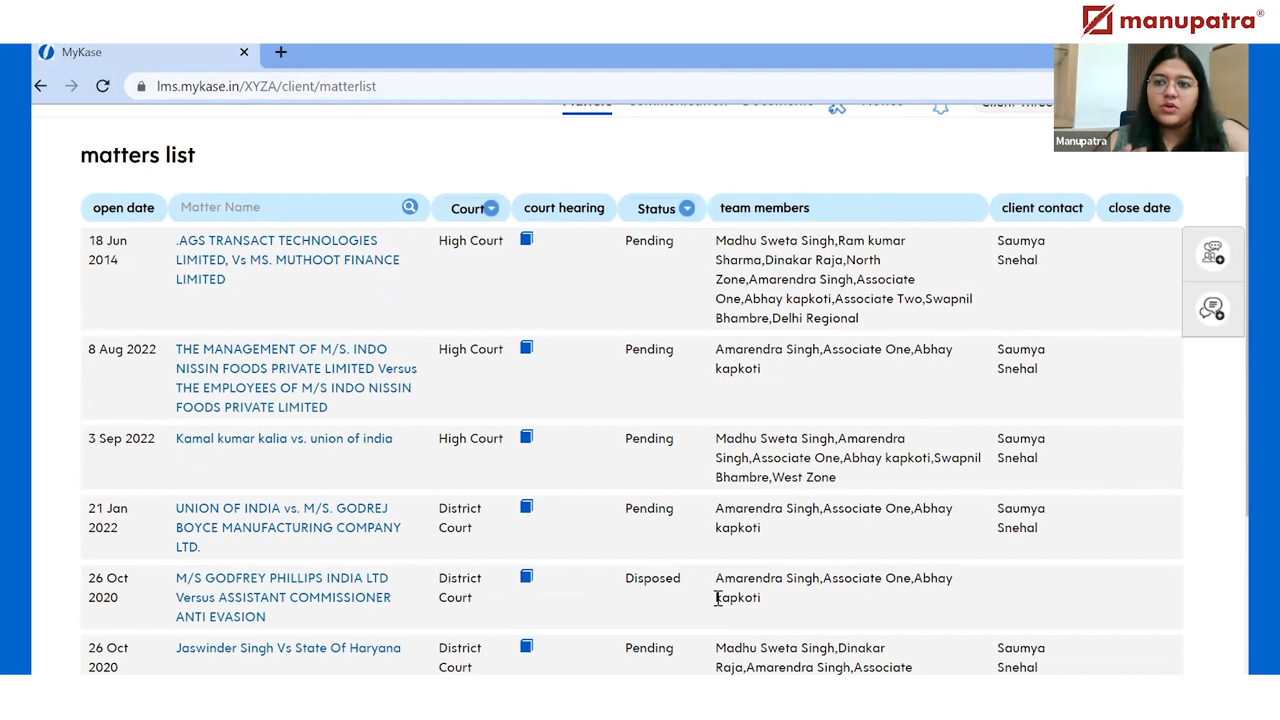 manupatra®
MyKase
lms.mykase.in/XYZA/client/matterlist
Manupatra
matters list
open date
Matter Name
Court
court hearing
Status
team members
client contact
close date
18 Jun
2014
.AGS TRANSACT TECHNOLOGIES
LIMITED, Vs MS. MUTHOOT FINANCE
LIMITED
High Court
Pending
Madhu Sweta Singh,Ram kumar
Sharma,Dinakar Raja,North
Zone,Amarendra Singh,Associate
One,Abhay kapkoti,Associate Two,Swapnil
Bhambre,Delhi Regional
Saumya
Snehal
8 Aug 2022
THE MANAGEMENT OF M/S. INDO
NISSIN FOODS PRIVATE LIMITED Versus
THE EMPLOYEES OF M/S INDO NISSIN
FOODS PRIVATE LIMITED
High Court
Pending
Amarendra Singh,Associate One,Abhay
kapkoti
Saumya
Snehal
3 Sep 2022
Kamal kumar kalia vs. union of india
High Court
Pending
Madhu Sweta Singh,Amarendra
Singh,Associate One,Abhay kapkoti,Swapnil
Bhambre,West Zone
Saumya
Snehal
21 Jan
2022
UNION OF INDIA vs. M/S. GODREJ
BOYCE MANUFACTURING COMPANY
LTD.
District
Court
Pending
Amarendra Singh,Associate One,Abhay
kapkoti
Saumya
Snehal
26 Oct
2020
M/S GODFREY PHILLIPS INDIA LTD
Versus ASSISTANT COMMISSIONER
ANTI EVASION
District
Court
Disposed
Amarendra Singh,Associate One,Abhay
kapkoti
26 Oct
2020
Jaswinder Singh Vs State Of Haryana
District
Court
Pending
Madhu Sweta Singh,Dinakar
Raja,Amarendra Singh,Associate
Saumya
Snehal